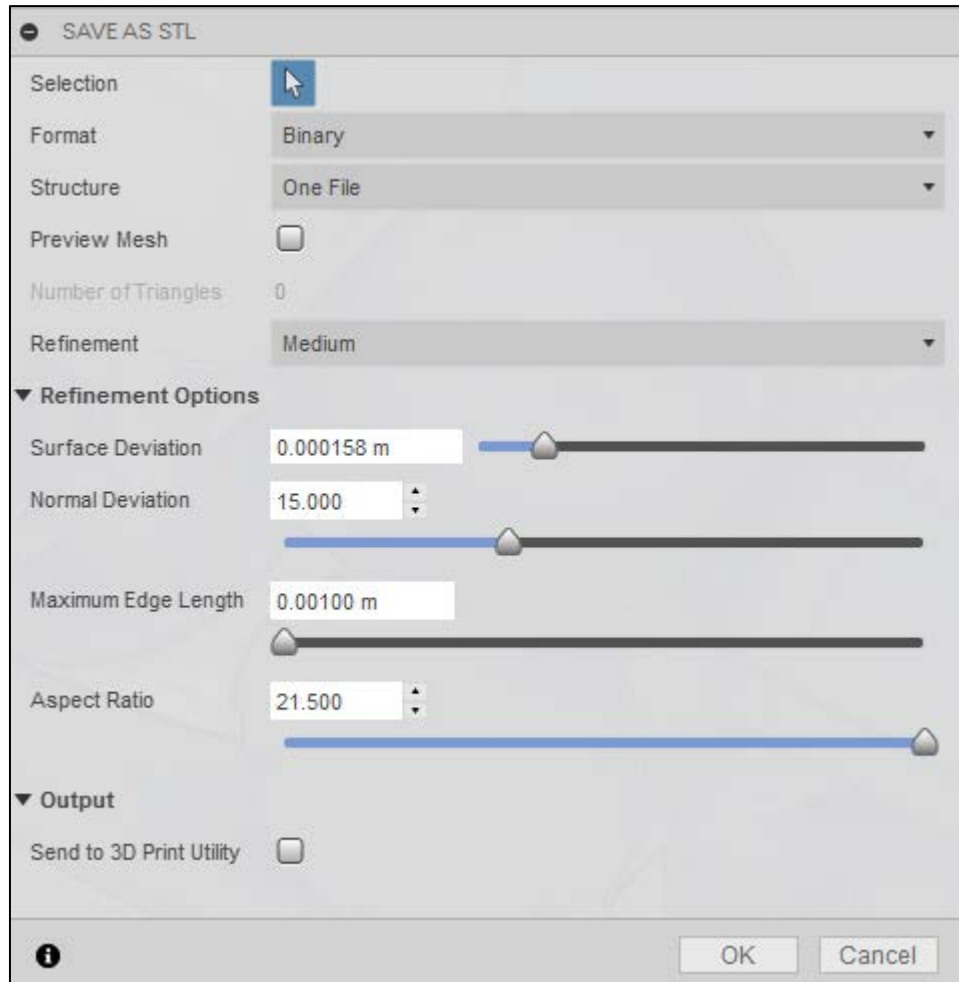 SAVE AS STL
Selection
Format Binary
Structure One File
Preview Mesh
Number of Triangles 0
Refinement Medium
Refinement Options
Surface Deviation 0.000158 m
Normal Deviation 15.000
Maximum Edge Length 0.00100 m
Aspect Ratio 21.500
Output
Send to 3D Print Utility
OK Cancel